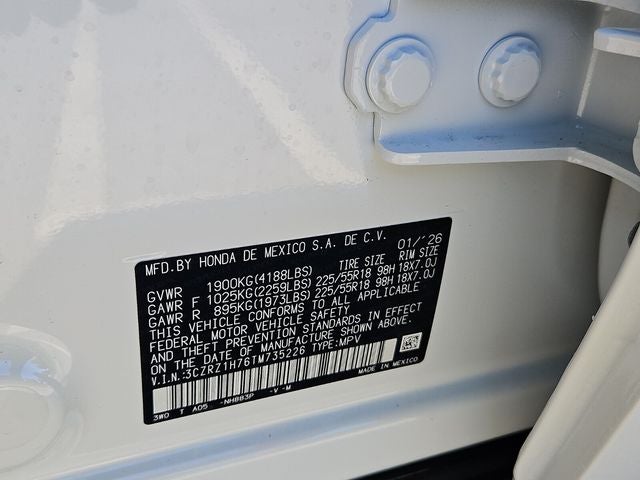 MFD.BY HONDA DE MEXICO S.A. DE C.V. 01/'26
TIRE SIZE RIM SIZE
GVWR 1900KG(4188LBS)
GAWR F 1025KG(2259LBS) 225/55R18 98H 18X7.0J
GAWR R 895KG(1973LBS) 225/55R18 98H 18X7.0J
THIS VEHICLE CONFORMS TO ALL APPLICABLE
FEDERAL MOTOR VEHICLE SAFETY
AND THEFT PREVENTION STANDARDS IN EFFECT
ON THE DATE OF MANUFACTURE SHOWN ABOVE.
V.I.N.:3CZRZ1H76TM735226 TYPE:MPV
MADE IN MEXICO
3W0 T A05 -NH883P -V -M